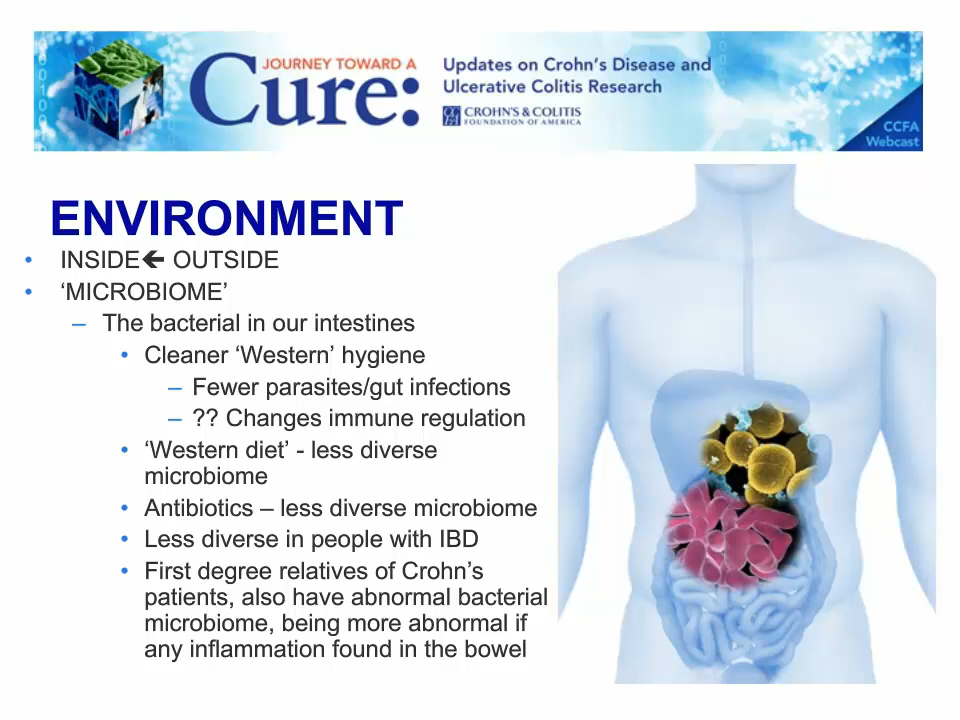 JOURNEY TOWARD A
Cure:
Updates on Crohn's Disease and
Ulcerative Colitis Research
CROHN'S & COLITIS
FOUNDATION OF AMERICA
CCFA
Webcast
ENVIRONMENT
• INSIDE← OUTSIDE
• ‘MICROBIOME’
– The bacterial in our intestines
• Cleaner ‘Western’ hygiene
– Fewer parasites/gut infections
– ?? Changes immune regulation
• ‘Western diet’ - less diverse
microbiome
• Antibiotics – less diverse microbiome
• Less diverse in people with IBD
• First degree relatives of Crohn’s
patients, also have abnormal bacterial
microbiome, being more abnormal if
any inflammation found in the bowel